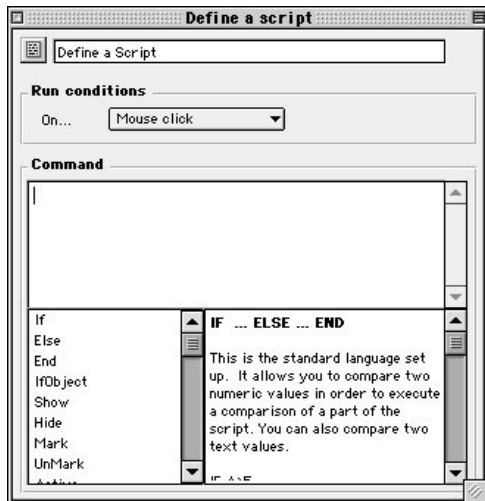 Define a script
Define a Script
Run conditions
On...
Mouse click
Command
If
Else
End
IfObject
Show
Hide
Mark
UnMark
IF ... ELSE ... END
This is the standard language set
up. It allows you to compare two
numeric values in order to execute
a comparison of a part of the
script. You can also compare two
text values.